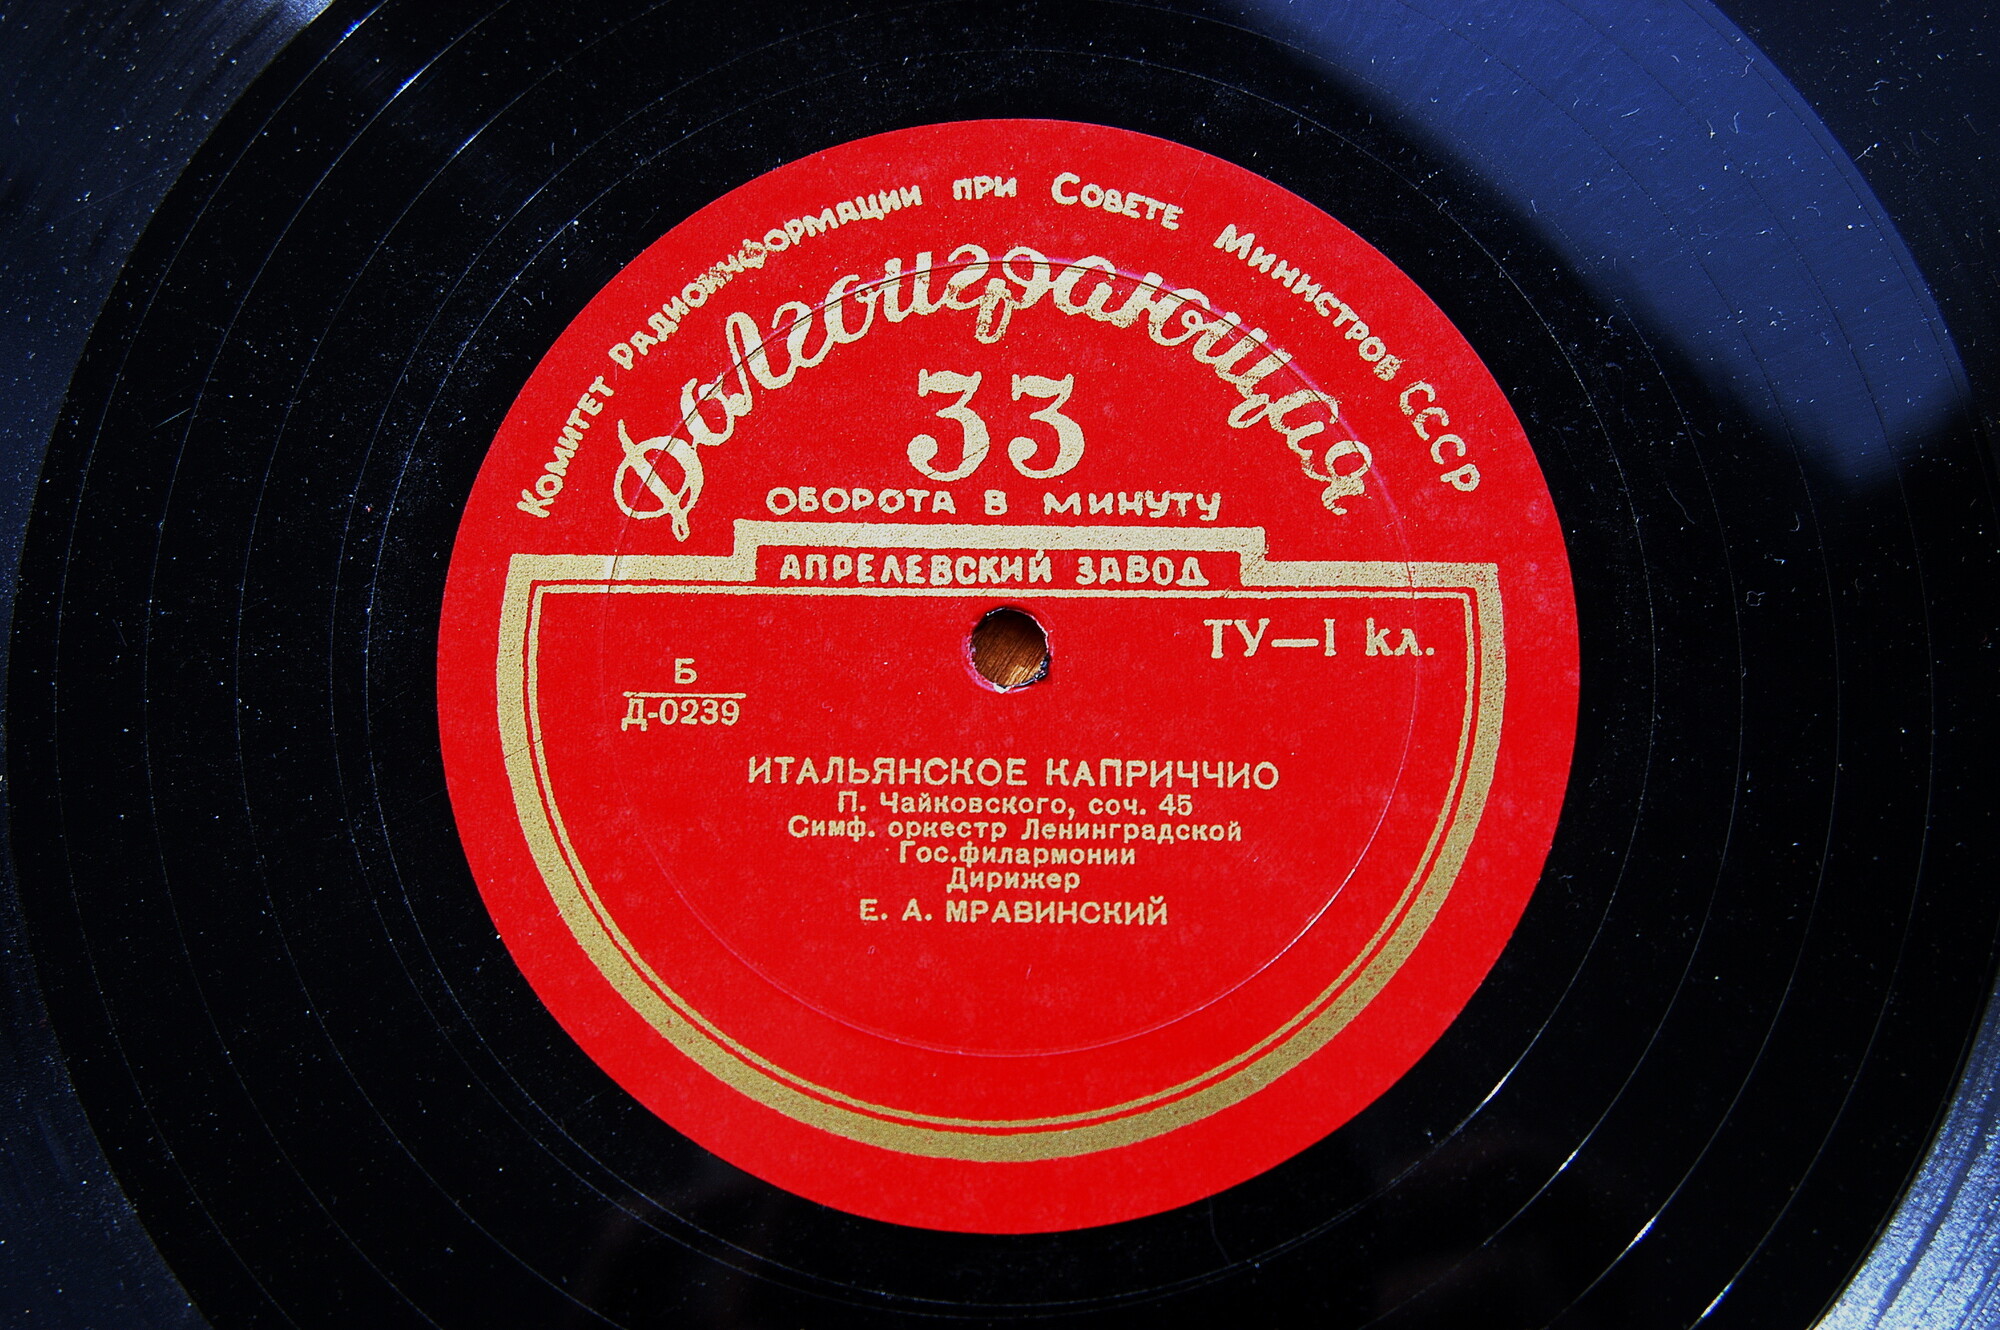 Комитет Радиоинформации при Совете Министров СССР
Долгоиграющая
33
ОБОРОТА В МИНУТУ
АПРЕЛЕВСКИЙ ЗАВОД
ТУ—I кл.
Б
Д-0239
ИТАЛЬЯНСКОЕ КАПРИЧЧИО
П. Чайковского, соч. 45
Симф. оркестр Ленинградской
Гос.филармонии
Дирижер
Е. А. МРАВИНСКИЙ